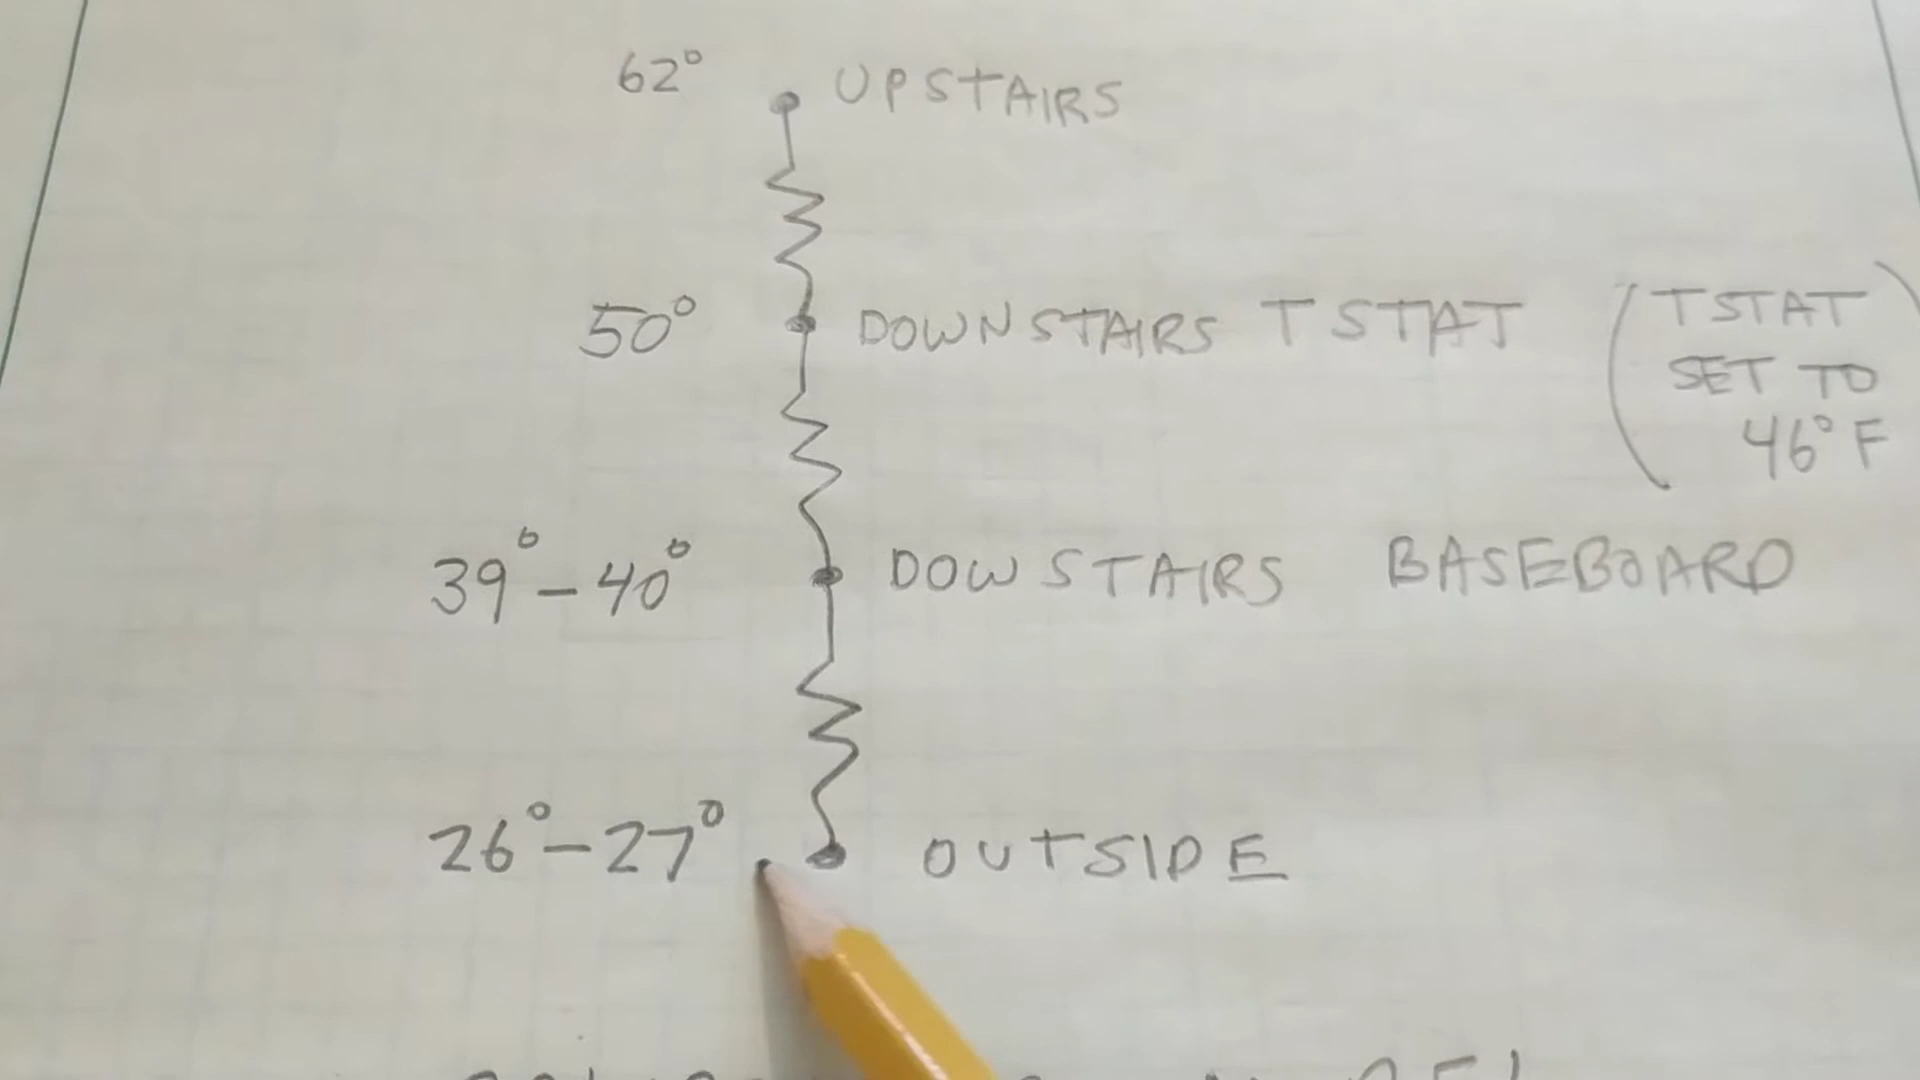 62° UPSTAIRS
50° DOWNSTAIRS TSTAT (TSTAT
SET TO
46°F)
39°-40° DOWSTAIRS BASEBOARD
26°-27° OUTSIDE